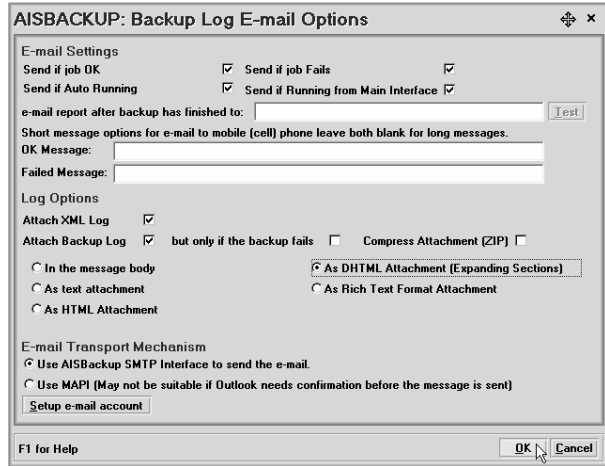 AISBACKUP: Backup Log E-mail Options
E-mail Settings
Send if job OK Send if job Fails
Send if Auto Running Send if Running from Main Interface
e-mail report after backup has finished to: Test
Short message options for e-mail to mobile (cell) phone leave both blank for long messages.
OK Message:
Failed Message:
Log Options
Attach XML Log
Attach Backup Log but only if the backup fails Compress Attachment (ZIP)
In the message body As DHTML Attachment (Expanding Sections)
As text attachment As Rich Text Format Attachment
As HTML Attachment
E-mail Transport Mechanism
Use AISBackup SMTP Interface to send the e-mail.
Use MAPI (May not be suitable if Outlook needs confirmation before the message is sent)
Setup e-mail account
F1 for Help OK Cancel